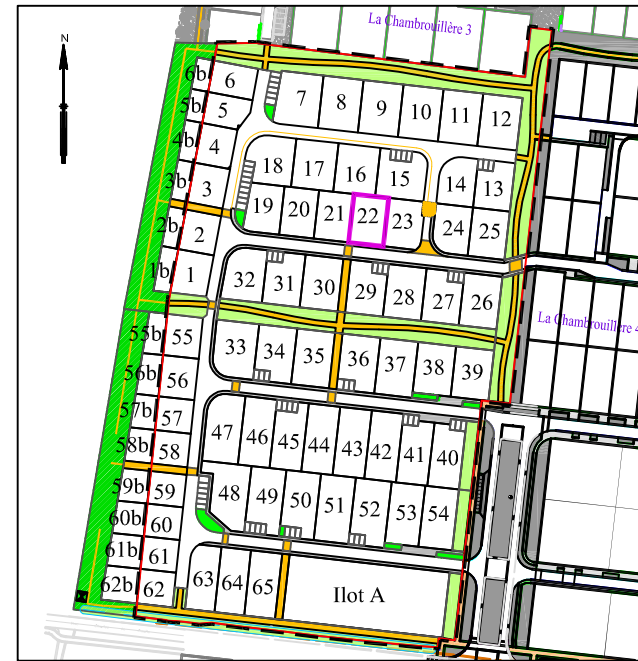 La Chambrouillère 3
N
6b 6 7 8 9 10 11 12
5b 5
4b 4 18 17 16 15 14 13
3b 3
19 20 21 22 23 24 25
2b 2
1b 1 32 31 30 29 28 27 26
La Chambrouillère 4
55b 55 33 34 35 36 37 38 39
56b 56
57b 57 47 46 45 44 43 42 41 40
58b 58
59b 59 48 49 50 51 52 53 54
60b 60
61b 61
62b 62 63 64 65 Ilot A